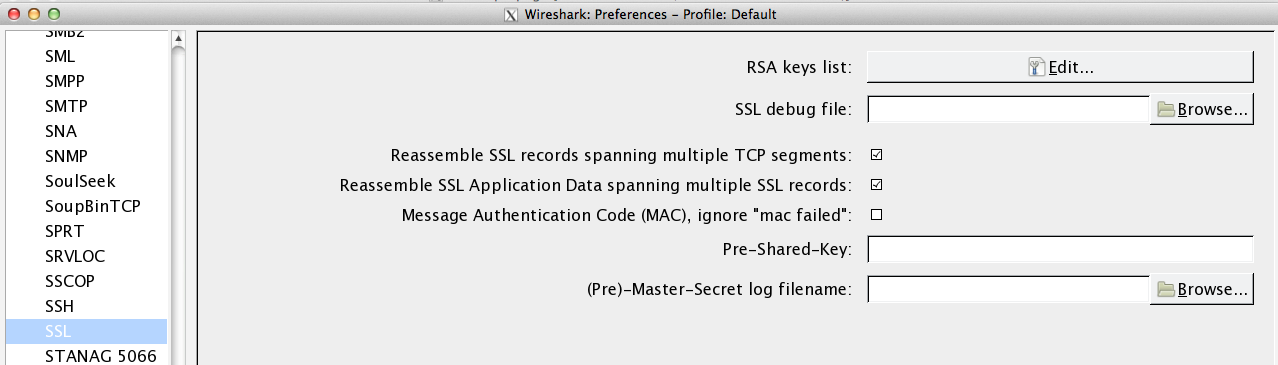 Wireshark: Preferences – Profile: Default
SMB2
SML
SMPP
SMTP
SNA
SNMP
SoulSeek
SoupBinTCP
SPRT
SRVLOC
SSCOP
SSH
SSL
STANAG 5066
RSA keys list: Edit...
SSL debug file: Browse...
Reassemble SSL records spanning multiple TCP segments:
Reassemble SSL Application Data spanning multiple SSL records:
Message Authentication Code (MAC), ignore "mac failed":
Pre-Shared-Key:
(Pre)-Master-Secret log filename: Browse...